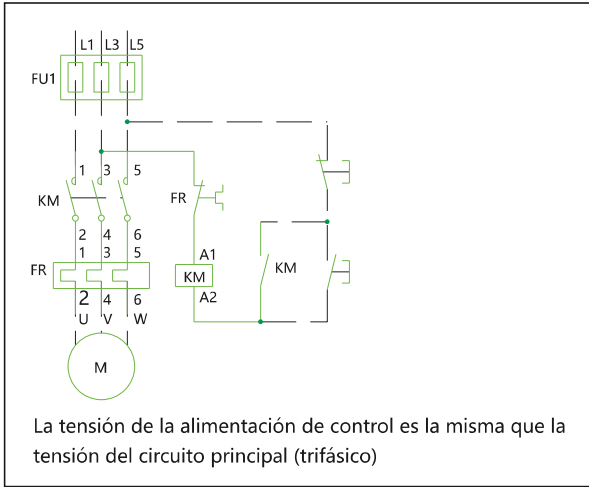 L1 L3 L5
FU1
1 3 5
KM
FR
2 4 6
1 3 5
FR
A1
KM
A2
KM
2 4 6
U V W
M
La tensión de la alimentación de control es la misma que la
tensión del circuito principal (trifásico)